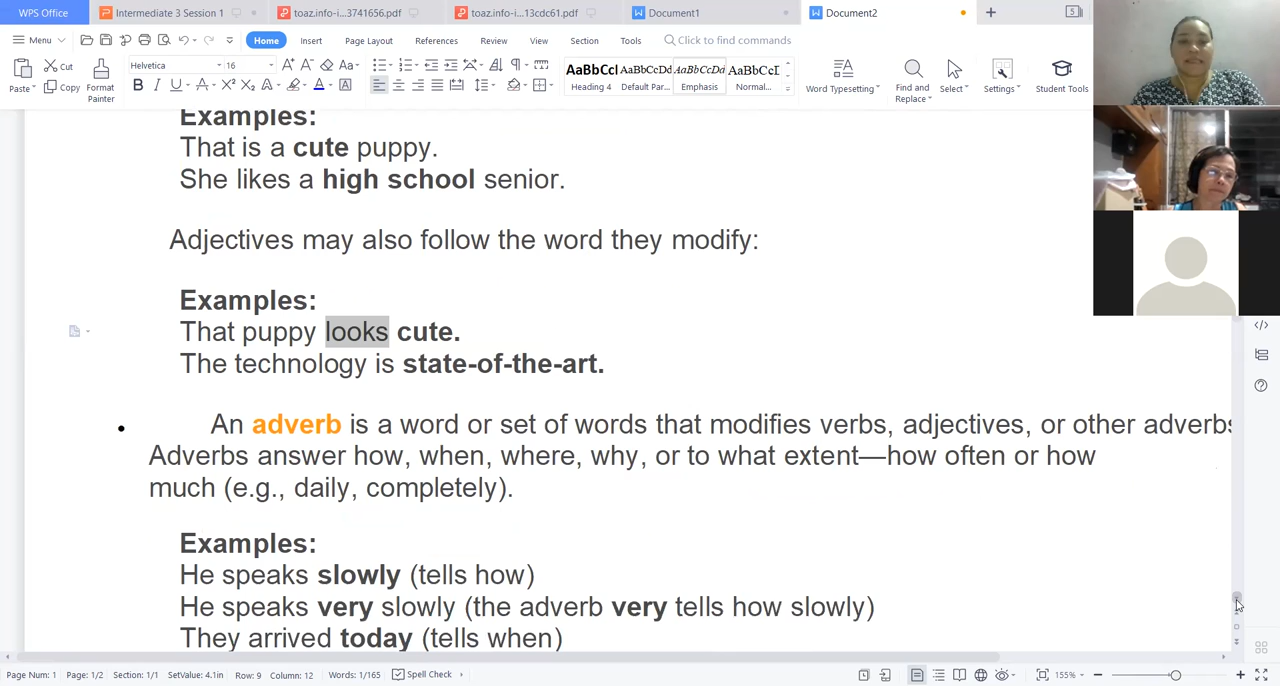 WPS Office Intermediate 3 Session 1 toaz.info-i...3741656.pdf toaz.info-i...13cdc61.pdf Document1 Document2
Menu Home Insert Page Layout References Review View Section Tools Click to find commands
Helvetica 16
Paste Cut Copy Format Painter
AaBbCcI AaBbCcDd AaBbCcDa AaBbCcD
Heading 4 Default Par... Emphasis Normal...
Word Typesetting Find and Replace Select Settings Student Tools
Examples:
That is a cute puppy.
She likes a high school senior.
Adjectives may also follow the word they modify:
Examples:
That puppy looks cute.
The technology is state-of-the-art.
• An adverb is a word or set of words that modifies verbs, adjectives, or other adverbs
Adverbs answer how, when, where, why, or to what extent—how often or how
much (e.g., daily, completely).
Examples:
He speaks slowly (tells how)
He speaks very slowly (the adverb very tells how slowly)
They arrived today (tells when)
Page Num: 1 Page: 1/2 Section: 1/1 SetValue: 4.1in Row: 9 Column: 12 Words: 1/165 Spell Check 155%